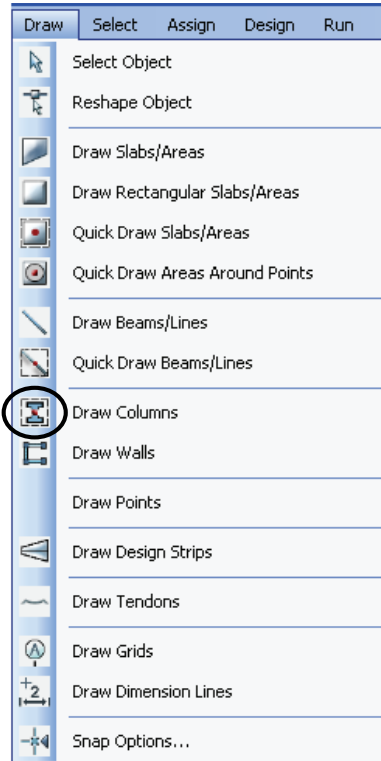 Draw Select Assign Design Run
Select Object
Reshape Object
Draw Slabs/Areas
Draw Rectangular Slabs/Areas
Quick Draw Slabs/Areas
Quick Draw Areas Around Points
Draw Beams/Lines
Quick Draw Beams/Lines
Draw Columns
Draw Walls
Draw Points
Draw Design Strips
Draw Tendons
A Draw Grids
+2 Draw Dimension Lines
Snap Options...